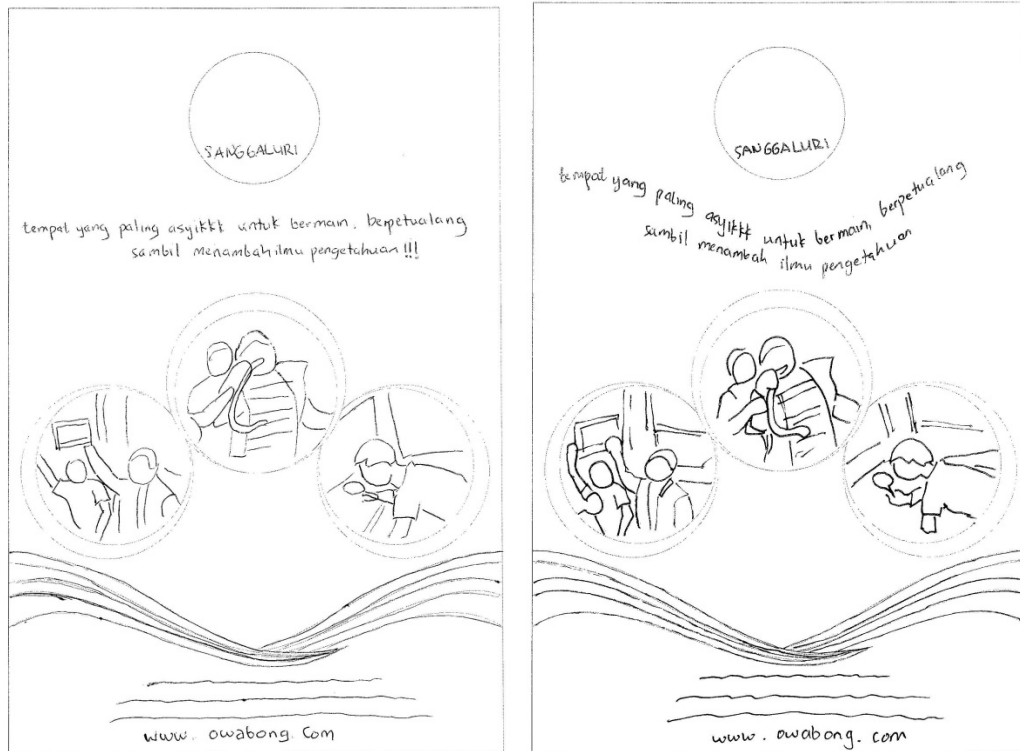 SANGGALURI
tempat yang paling asyikkk untuk bermain, berpetualang
sambil menambah ilmu pengetahuan!!!
www. owabong. Com
SANGGALURI
tempat yang paling asyikkk untuk bermain, berpetualang
sambil menambah ilmu pengetahuan
www. owabong. com